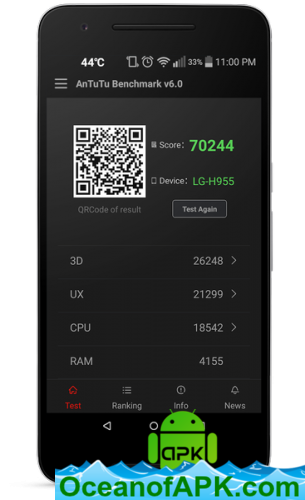 44℃ 33% 11:00 PM
AnTuTu Benchmark v6.0
Score: 70244
Device: LG-H955
QRCode of result
Test Again
3D 26248
UX 21299
CPU 18542
RAM 4155
Test Ranking Info News
APK
OceanofAPK.com